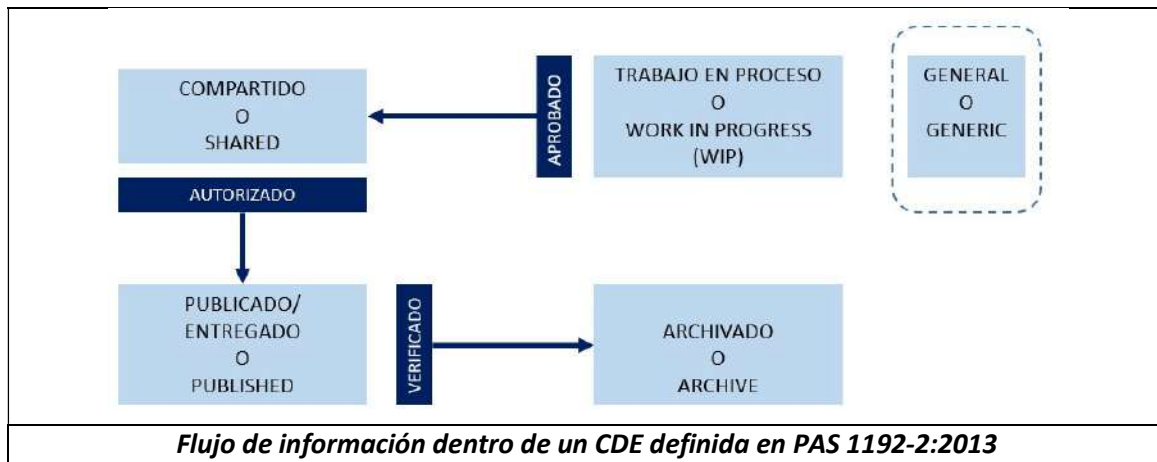 COMPARTIDO
O
SHARED
APROBADO
TRABAJO EN PROCESO
O
WORK IN PROGRESS
(WIP)
GENERAL
O
GENERIC
AUTORIZADO
PUBLICADO/
ENTREGADO
O
PUBLISHED
VERIFICADO
ARCHIVADO
O
ARCHIVE
Flujo de información dentro de un CDE definida en PAS 1192-2:2013